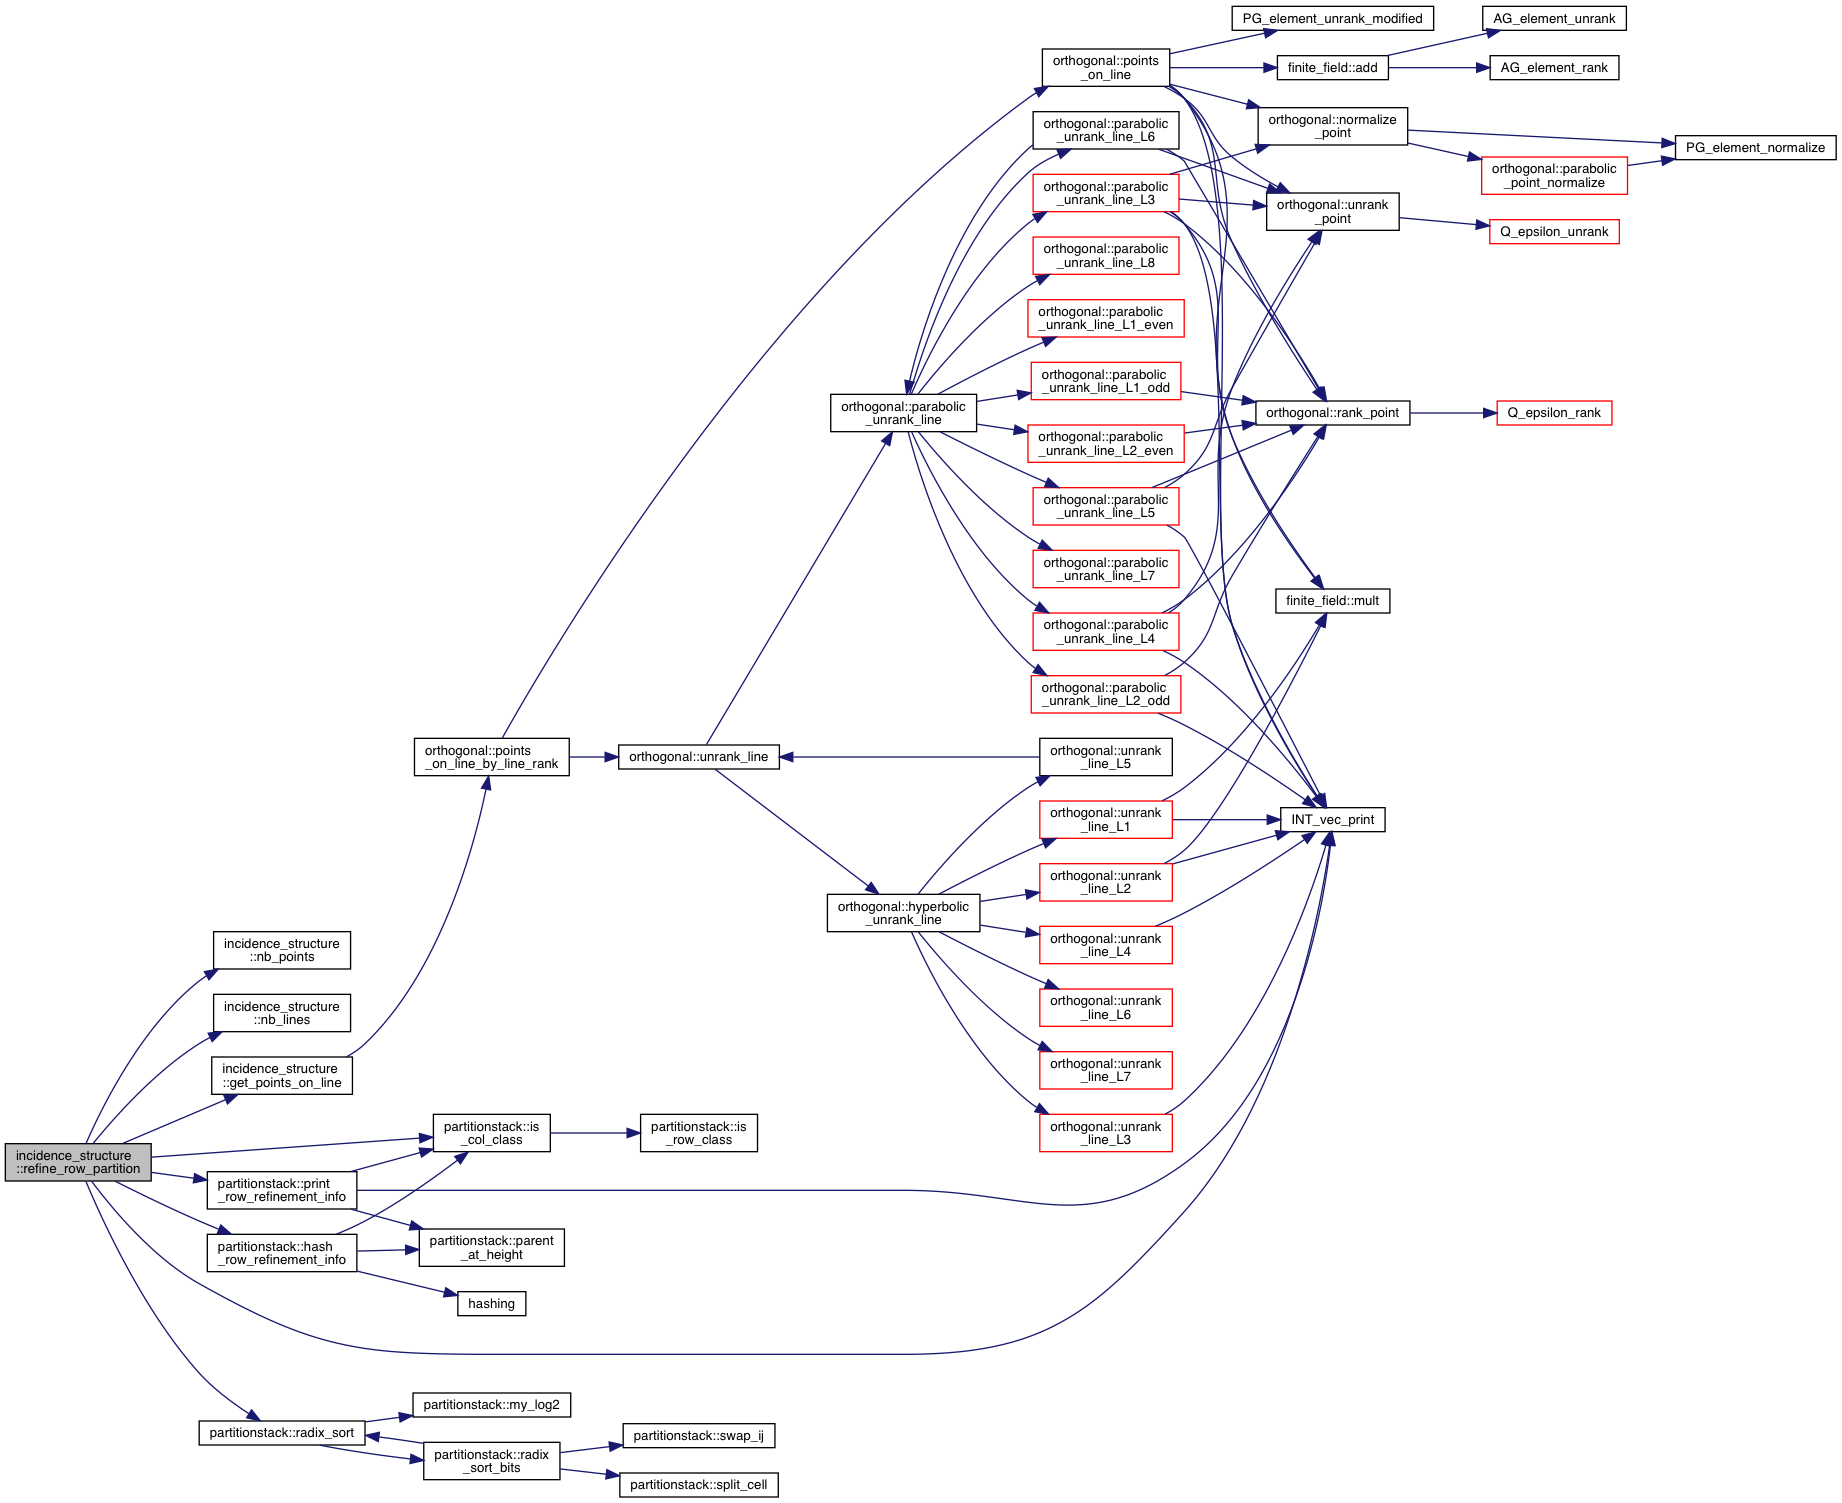 PG_element_unrank_modified
AG_element_unrank
orthogonal::points
_on_line
finite_field::add
AG_element_rank
orthogonal::parabolic
_unrank_line_L6
orthogonal::normalize
_point
PG_element_normalize
orthogonal::parabolic
_point_normalize
orthogonal::parabolic
_unrank_line_L3
orthogonal::unrank
_point
Q_epsilon_unrank
orthogonal::parabolic
_unrank_line_L8
orthogonal::parabolic
_unrank_line_L1_even
orthogonal::parabolic
_unrank_line_L1_odd
orthogonal::parabolic
_unrank_line
orthogonal::rank_point
Q_epsilon_rank
orthogonal::parabolic
_unrank_line_L2_even
orthogonal::parabolic
_unrank_line_L5
orthogonal::parabolic
_unrank_line_L7
finite_field::mult
orthogonal::parabolic
_unrank_line_L4
orthogonal::parabolic
_unrank_line_L2_odd
orthogonal::points
_on_line_by_line_rank
orthogonal::unrank_line
orthogonal::unrank
_line_L5
orthogonal::unrank
_line_L1
INT_vec_print
orthogonal::unrank
_line_L2
orthogonal::hyperbolic
_unrank_line
orthogonal::unrank
_line_L4
incidence_structure
::nb_points
orthogonal::unrank
_line_L6
incidence_structure
::nb_lines
orthogonal::unrank
_line_L7
incidence_structure
::get_points_on_line
orthogonal::unrank
_line_L3
partitionstack::is
_col_class
partitionstack::is
_row_class
incidence_structure
::refine_row_partition
partitionstack::print
_row_refinement_info
partitionstack::hash
_row_refinement_info
partitionstack::parent
_at_height
hashing
partitionstack::my_log2
partitionstack::radix_sort
partitionstack::swap_ij
partitionstack::radix
_sort_bits
partitionstack::split_cell